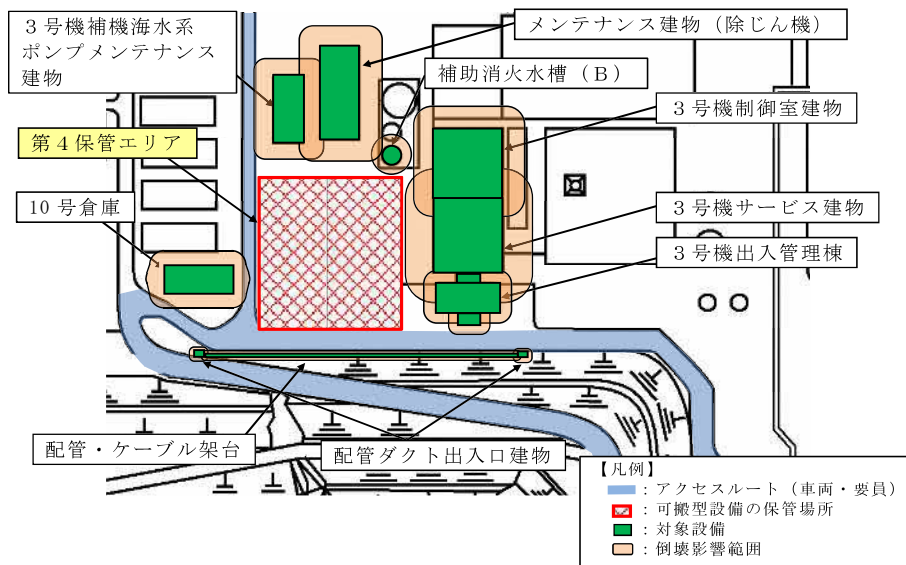 ３号機補機海水系
ポンプメンテナンス
建物
メンテナンス建物（除じん機）
補助消火水槽（B）
３号機制御室建物
第４保管エリア
10 号倉庫
３号機サービス建物
３号機出入管理棟
配管・ケーブル架台
配管ダクト出入口建物
【凡例】
：アクセスルート（車両・要員）
：可搬型設備の保管場所
：対象設備
：倒壊影響範囲